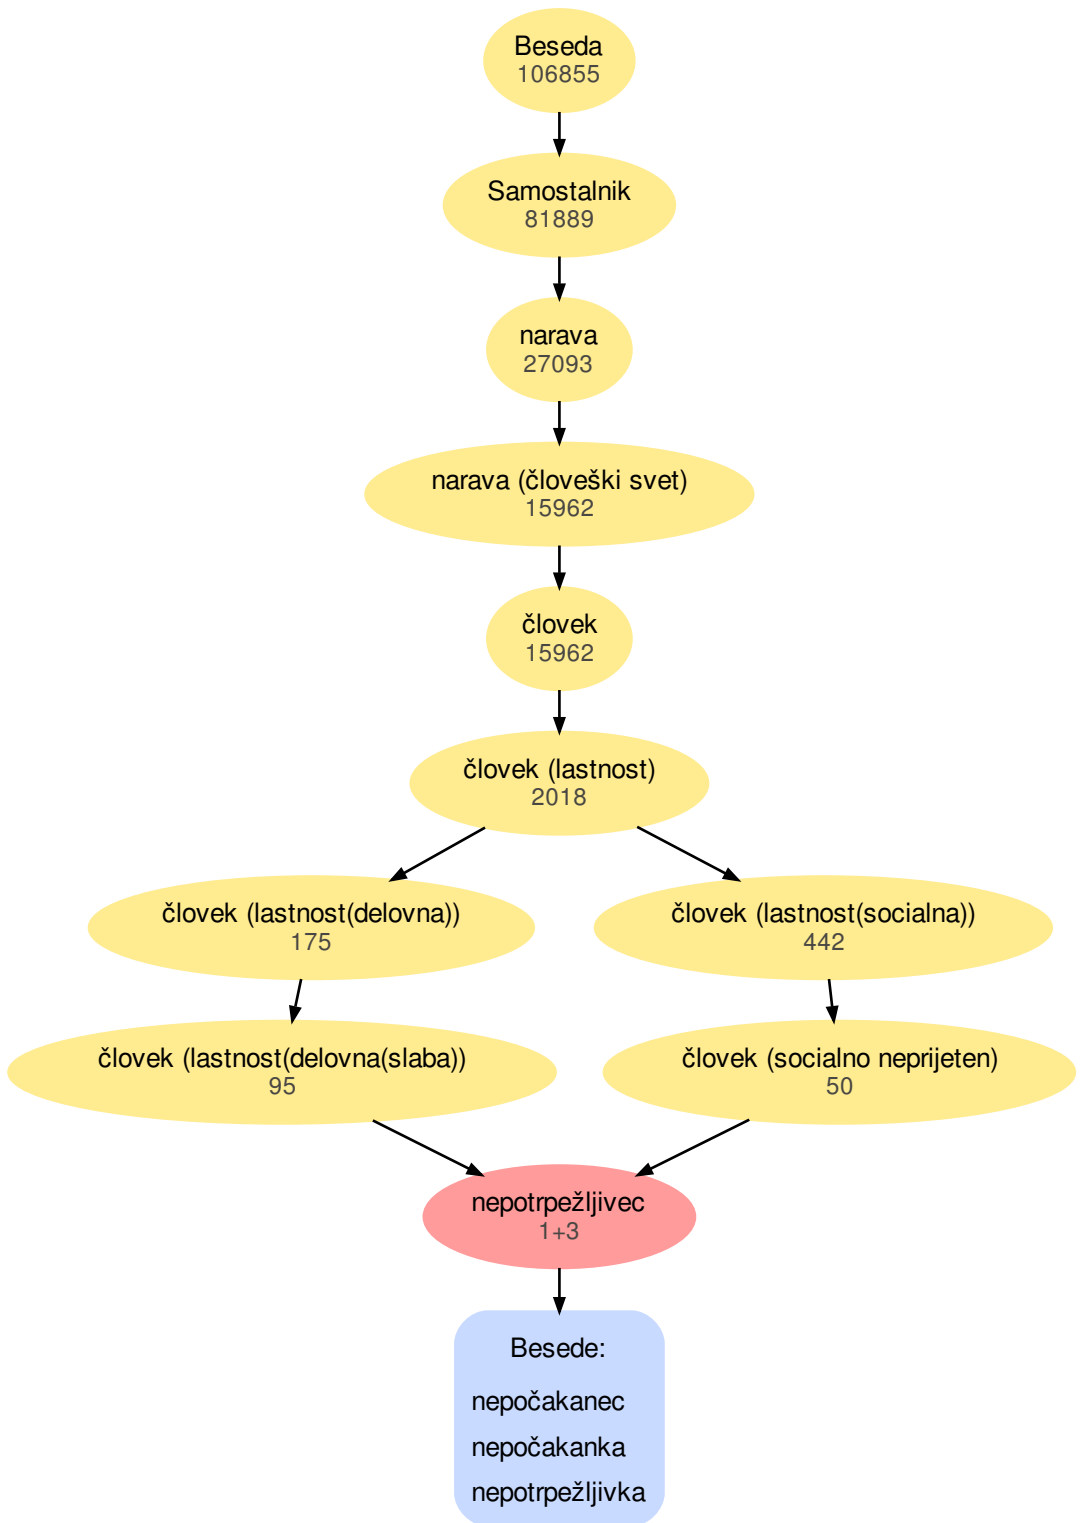 Beseda
106855
Samostalnik
81889
narava
27093
narava (človeški svet)
15962
človek
15962
človek (lastnost)
2018
človek (lastnost(delovna))
175
človek (lastnost(socialna))
442
človek (lastnost(delovna(slaba))
95
človek (socialno neprijeten)
50
nepotrpežljivec
1+3
Besede:
nepočakanec
nepočakanka
nepotrpežljivka